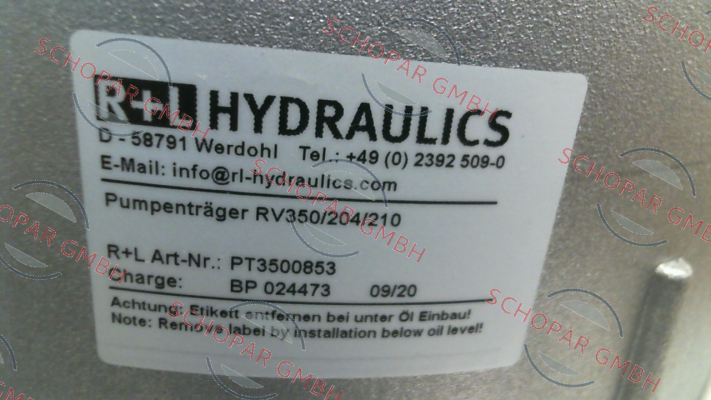 R+L HYDRAULICS
D - 58791 Werdohl Tel.: +49 (0) 2392 509-0
E-Mail: info@rl-hydraulics.com
Pumpenträger RV350/204/210
R+L Art-Nr.: PT3500853
Charge: BP 024473 09/20
Achtung: Etikett entfernen bei unter Öl Einbau!
Note: Remove label by installation below oil level!
SCHOPAR GMBH
SCHOPAR GMBH
SCHOPAR GMBH
SCHOPAR GMBH
SCHOPAR GMBH
SCHOPAR GMBH